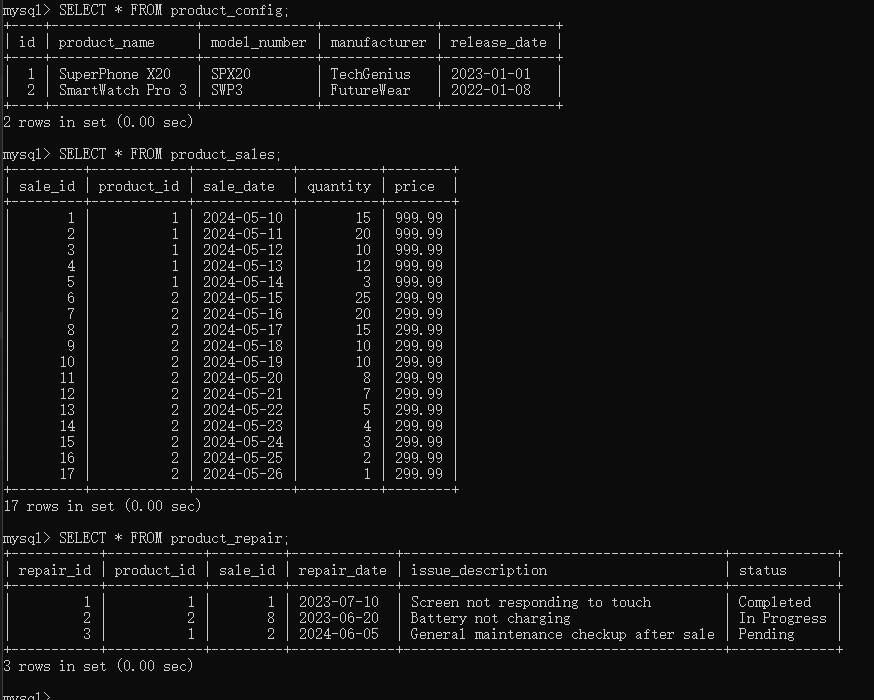 mysql> SELECT * FROM product_config;
+----+------------------+--------------+--------------+--------------+
| id | product_name     | model_number | manufacturer | release_date |
+----+------------------+--------------+--------------+--------------+
|  1 | SuperPhone X20   | SPX20        | TechGenius   | 2023-01-01   |
|  2 | SmartWatch Pro 3 | SWP3         | FutureWear   | 2022-01-08   |
+----+------------------+--------------+--------------+--------------+
2 rows in set (0.00 sec)
mysql> SELECT * FROM product_sales;
+---------+------------+------------+----------+--------+
| sale_id | product_id | sale_date  | quantity | price  |
+---------+------------+------------+----------+--------+
|       1 |          1 | 2024-05-10 |       15 | 999.99 |
|       2 |          1 | 2024-05-11 |       20 | 999.99 |
|       3 |          1 | 2024-05-12 |       10 | 999.99 |
|       4 |          1 | 2024-05-13 |       12 | 999.99 |
|       5 |          1 | 2024-05-14 |        3 | 999.99 |
|       6 |          2 | 2024-05-15 |       25 | 299.99 |
|       7 |          2 | 2024-05-16 |       20 | 299.99 |
|       8 |          2 | 2024-05-17 |       15 | 299.99 |
|       9 |          2 | 2024-05-18 |       10 | 299.99 |
|      10 |          2 | 2024-05-19 |       10 | 299.99 |
|      11 |          2 | 2024-05-20 |        8 | 299.99 |
|      12 |          2 | 2024-05-21 |        7 | 299.99 |
|      13 |          2 | 2024-05-22 |        5 | 299.99 |
|      14 |          2 | 2024-05-23 |        4 | 299.99 |
|      15 |          2 | 2024-05-24 |        3 | 299.99 |
|      16 |          2 | 2024-05-25 |        2 | 299.99 |
|      17 |          2 | 2024-05-26 |        1 | 299.99 |
+---------+------------+------------+----------+--------+
17 rows in set (0.00 sec)
mysql> SELECT * FROM product_repair;
+-----------+------------+---------+-------------+--------------------------------------+-------------+
| repair_id | product_id | sale_id | repair_date | issue_description                    | status      |
+-----------+------------+---------+-------------+--------------------------------------+-------------+
|         1 |          1 |       1 | 2023-07-10  | Screen not responding to touch       | Completed   |
|         2 |          2 |       8 | 2023-06-20  | Battery not charging                 | In Progress |
|         3 |          1 |       2 | 2024-06-05  | General maintenance checkup after sale | Pending     |
+-----------+------------+---------+-------------+--------------------------------------+-------------+
3 rows in set (0.00 sec)
mysql>